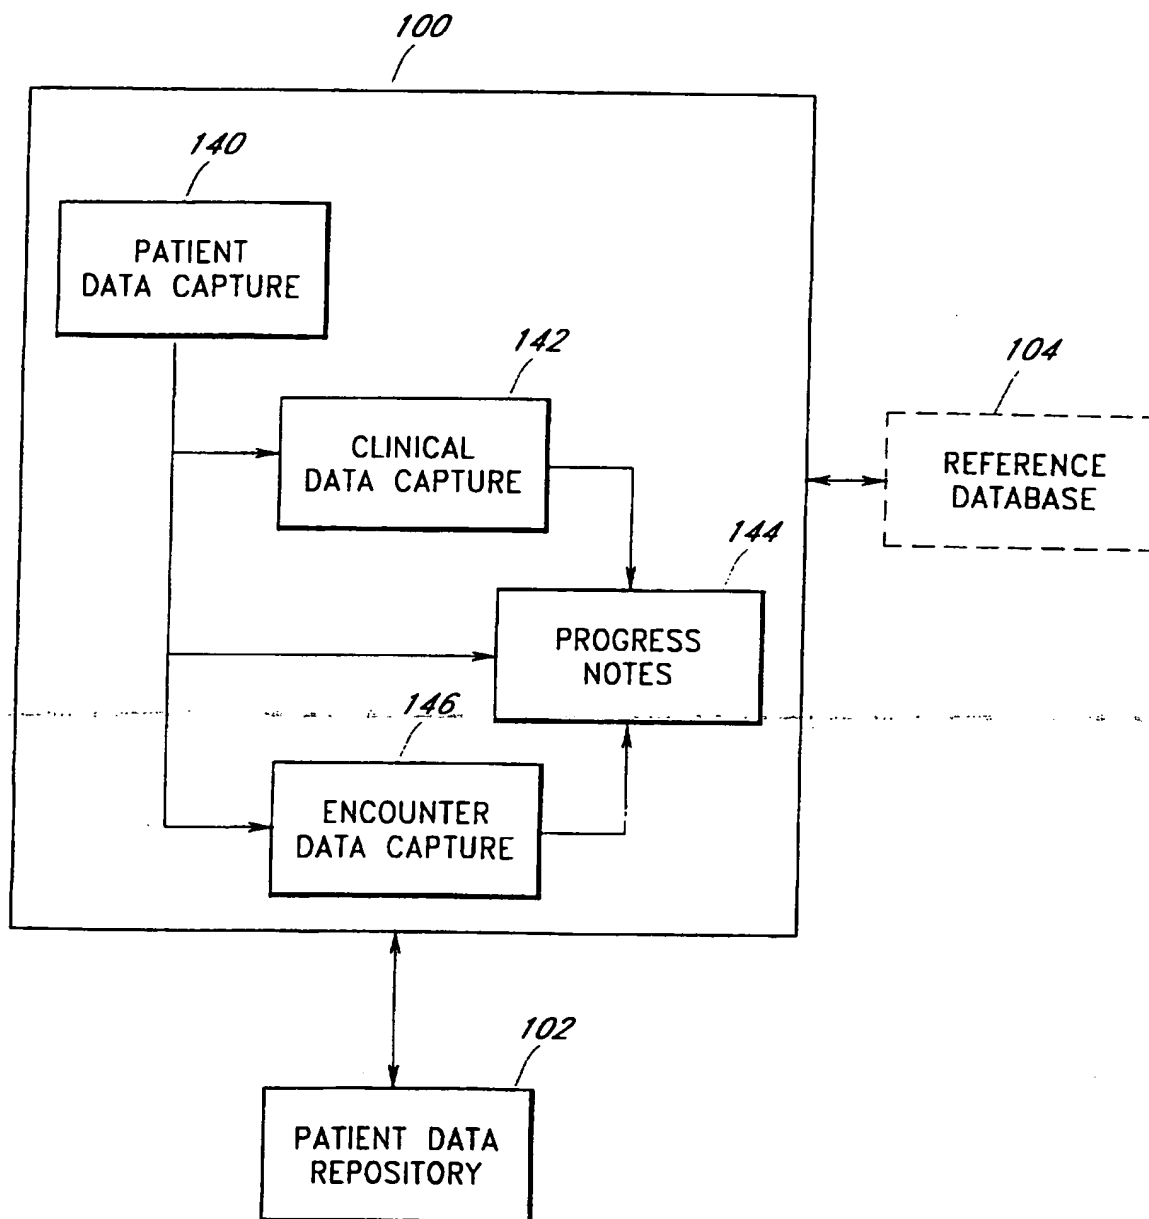 100
140
PATIENT
DATA CAPTURE
142
CLINICAL
DATA CAPTURE
104
REFERENCE
DATABASE
144
PROGRESS
NOTES
146
ENCOUNTER
DATA CAPTURE
102
PATIENT DATA
REPOSITORY